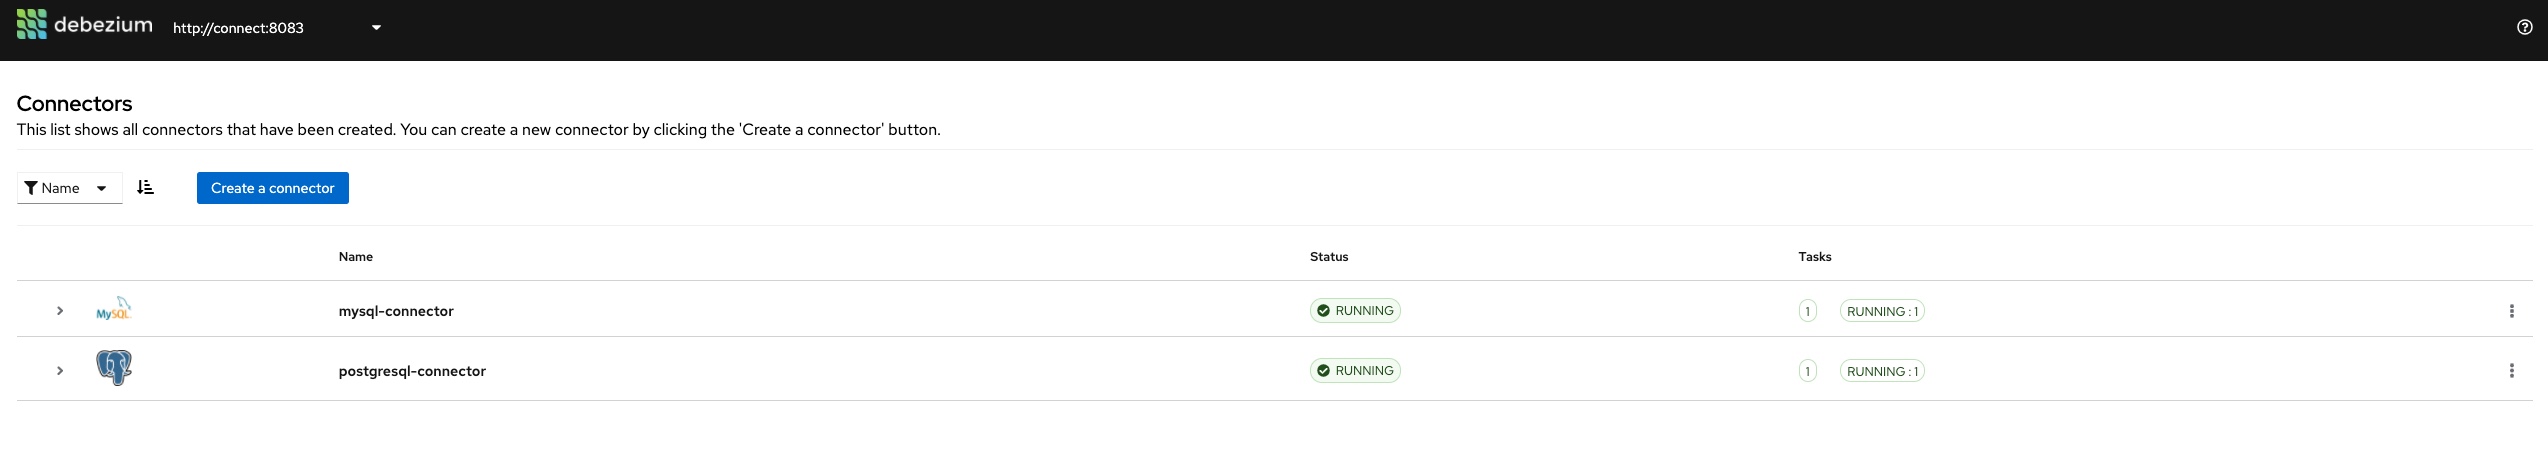 debezium http://connect:8083
Connectors
This list shows all connectors that have been created. You can create a new connector by clicking the 'Create a connector' button.
Name Create a connector
Name Status Tasks
MySQL mysql-connector RUNNING 1 RUNNING : 1
postgresql-connector RUNNING 1 RUNNING : 1